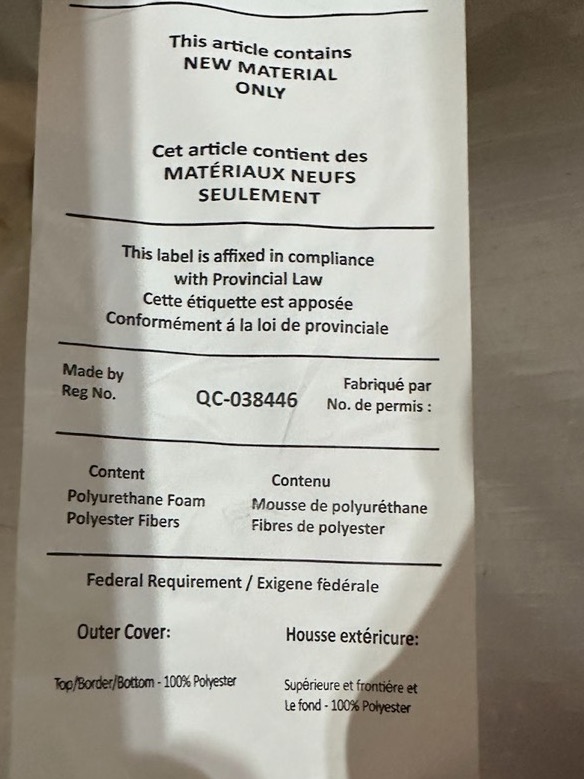 This article contains
NEW MATERIAL
ONLY
Cet article contient des
MATÉRIAUX NEUFS
SEULEMENT
This label is affixed in compliance
with Provincial Law
Cette étiquette est apposée
Conformément á la loi de provinciale
Made by
Reg No.
QC-038446
Fabriqué par
No. de permis :
Content
Polyurethane Foam
Polyester Fibers
Contenu
Mousse de polyuréthane
Fibres de polyester
Federal Requirement / Exigene fèdérale
Outer Cover:
Housse extéricure:
Top/Border/Bottom - 100% Polyester
Supérieure et frontiére et
Le fond - 100% Polyester